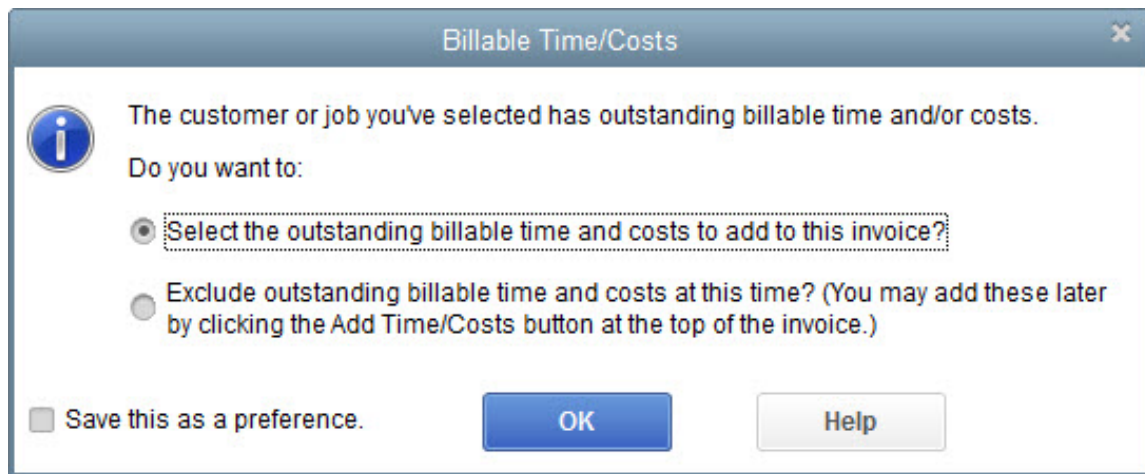 Billable Time/Costs
The customer or job you've selected has outstanding billable time and/or costs.
Do you want to:
Select the outstanding billable time and costs to add to this invoice?
Exclude outstanding billable time and costs at this time? (You may add these later
by clicking the Add Time/Costs button at the top of the invoice.)
Save this as a preference.
OK
Help